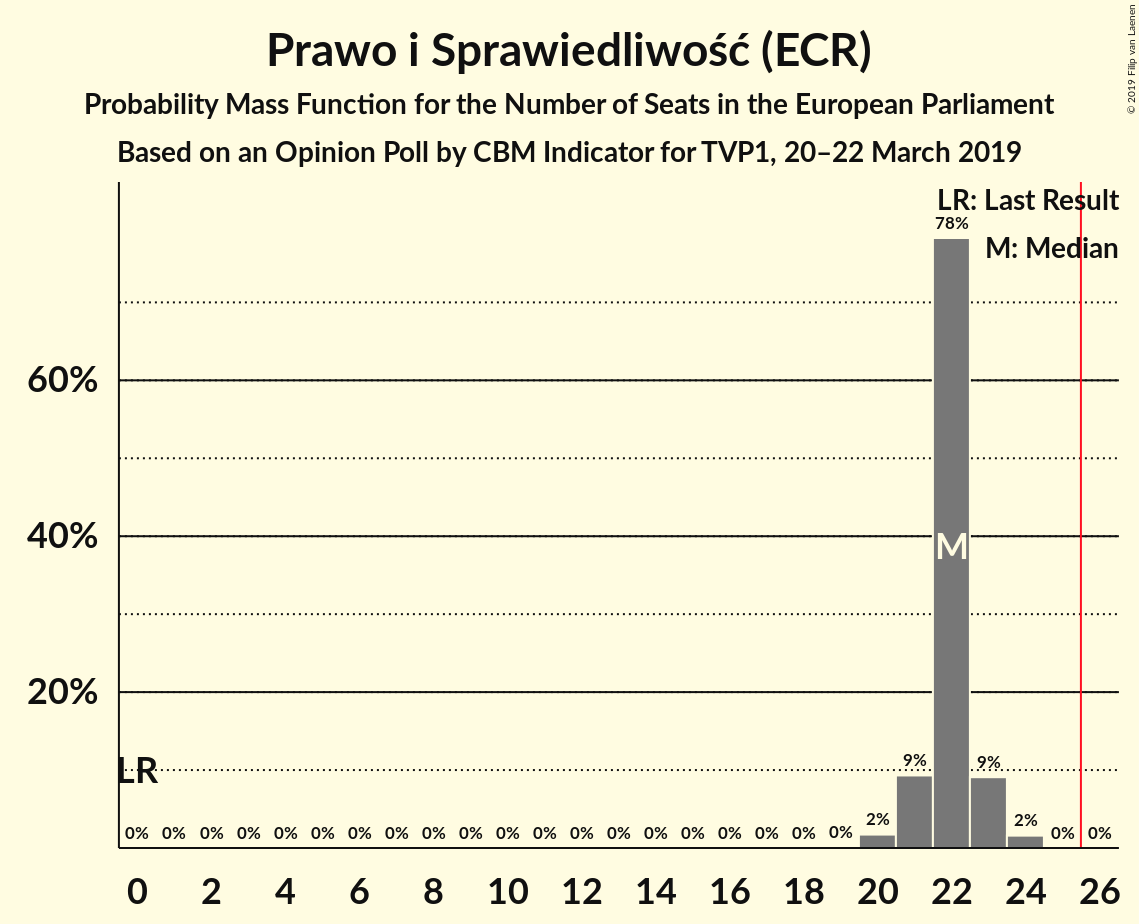 Prawo i Sprawiedliwość (ECR)
Probability Mass Function for the Number of Seats in the European Parliament
Based on an Opinion Poll by CBM Indicator for TVP1, 20–22 March 2019
© 2019 Filip van Laenen
LR: Last Result
78%
M: Median
60%
40%
M
20%
LR
9% 9%
0% 0% 0% 0% 0% 0% 0% 0% 0% 0% 0% 0% 0% 0% 0% 0% 0% 0% 0% 0% 2% 2% 0% 0%
0 2 4 6 8 10 12 14 16 18 20 22 24 26